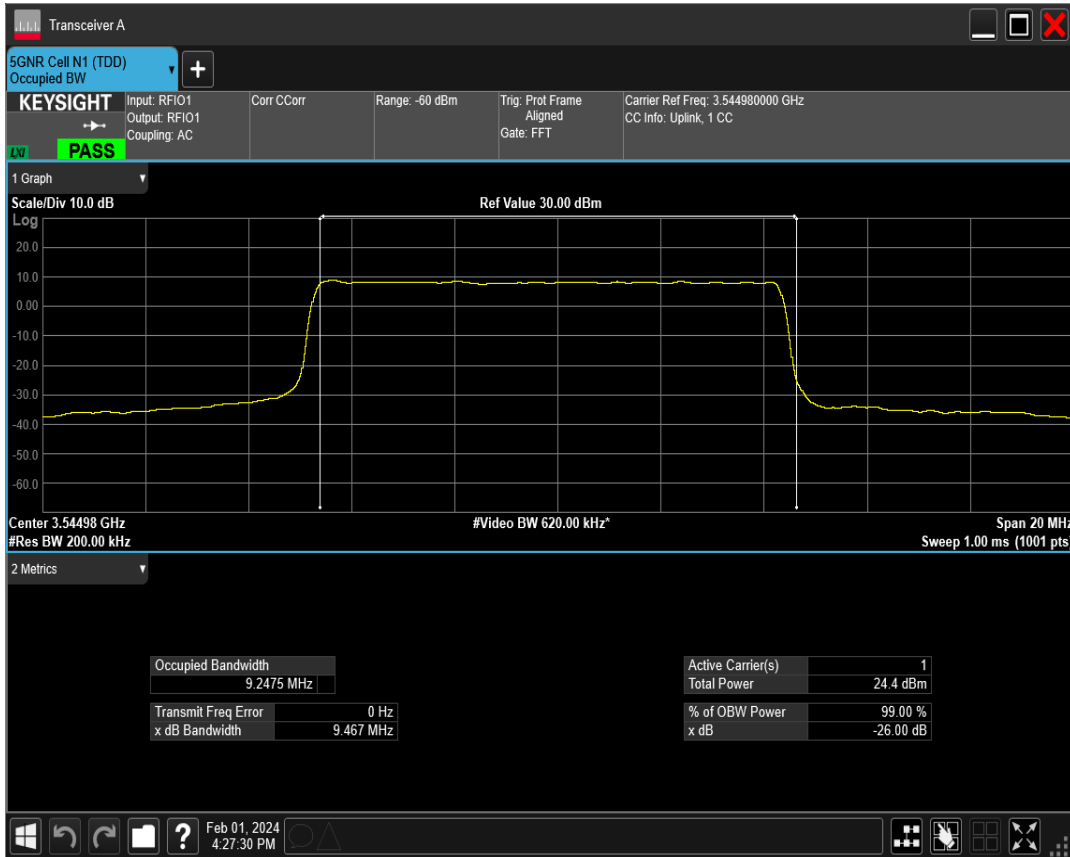 Transceiver A
5GNR Cell N1 (TDD)
Occupied BW
+
KEYSIGHT
Input: RFIO1
Output: RFIO1
Coupling: AC
Corr CCorr
Range: -60 dBm
Trig: Prot Frame
Aligned
Gate: FFT
Carrier Ref Freq: 3.544980000 GHz
CC Info: Uplink, 1 CC
LXI
PASS
1 Graph
Scale/Div 10.0 dB
Ref Value 30.00 dBm
Log
20.0
10.0
0.00
-10.0
-20.0
-30.0
-40.0
-50.0
-60.0
Center 3.54498 GHz
#Video BW 620.00 kHz*
Span 20 MHz
#Res BW 200.00 kHz
Sweep 1.00 ms (1001 pts)
2 Metrics
Occupied Bandwidth
9.2475 MHz
Transmit Freq Error 0 Hz
x dB Bandwidth 9.467 MHz
Active Carrier(s) 1
Total Power 24.4 dBm
% of OBW Power 99.00 %
x dB -26.00 dB
?
Feb 01, 2024
4:27:30 PM